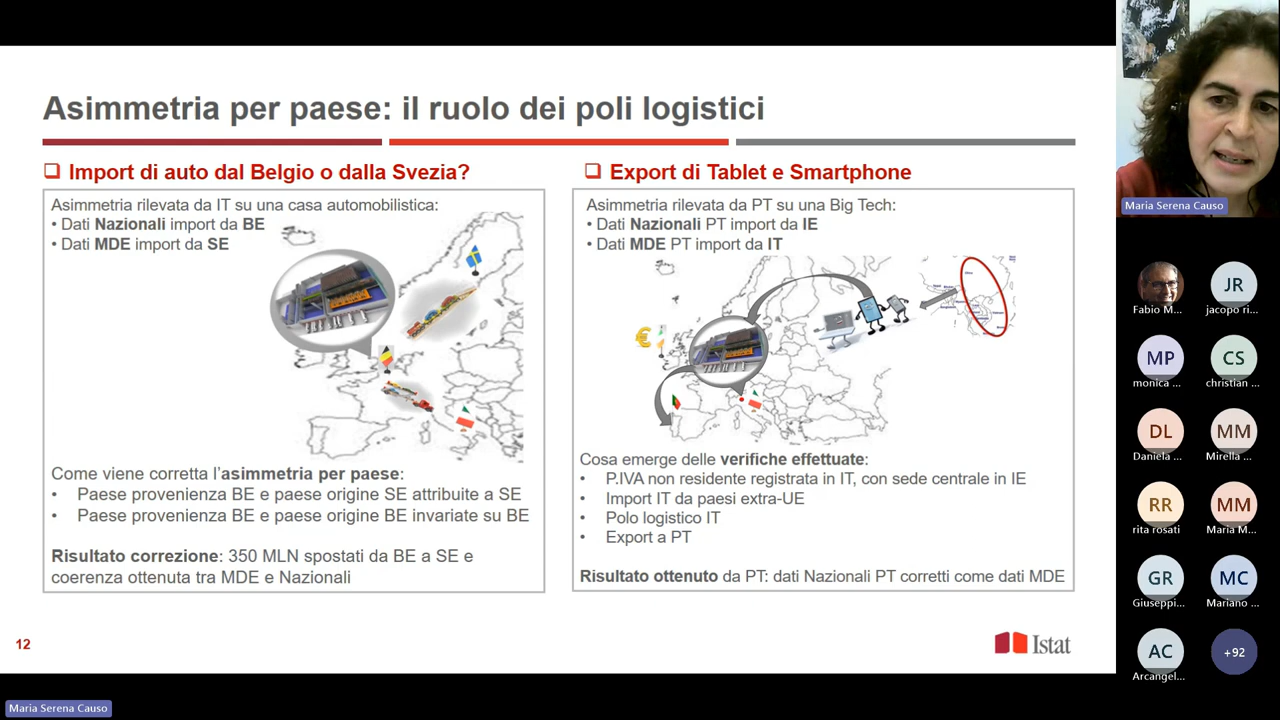 Asimmetria per paese: il ruolo dei poli logistici
Import di auto dal Belgio o dalla Svezia?
Asimmetria rilevata da IT su una casa automobilistica:
• Dati Nazionali import da BE
• Dati MDE import da SE
Come viene corretta l'asimmetria per paese:
• Paese provenienza BE e paese origine SE attribuite a SE
• Paese provenienza BE e paese origine BE invariate su BE
Risultato correzione: 350 MLN spostati da BE a SE e
coerenza ottenuta tra MDE e Nazionali
Export di Tablet e Smartphone
Asimmetria rilevata da PT su una Big Tech:
• Dati Nazionali PT import da IE
• Dati MDE PT import da IT
€
Cosa emerge delle verifiche effettuate:
• P.IVA non residente registrata in IT, con sede centrale in IE
• Import IT da paesi extra-UE
• Polo logistico IT
• Export a PT
Risultato ottenuto da PT: dati Nazionali PT corretti come dati MDE
12
Istat
Maria Serena Causo
Fabio M...
JR
jacopo ri...
MP
monica ...
CS
christian ...
DL
Daniela ...
MM
Mirella ...
RR
rita rosati
MM
Maria M...
GR
Giuseppi...
MC
Mariano ...
AC
Arcangel...
+92
Maria Serena Causo